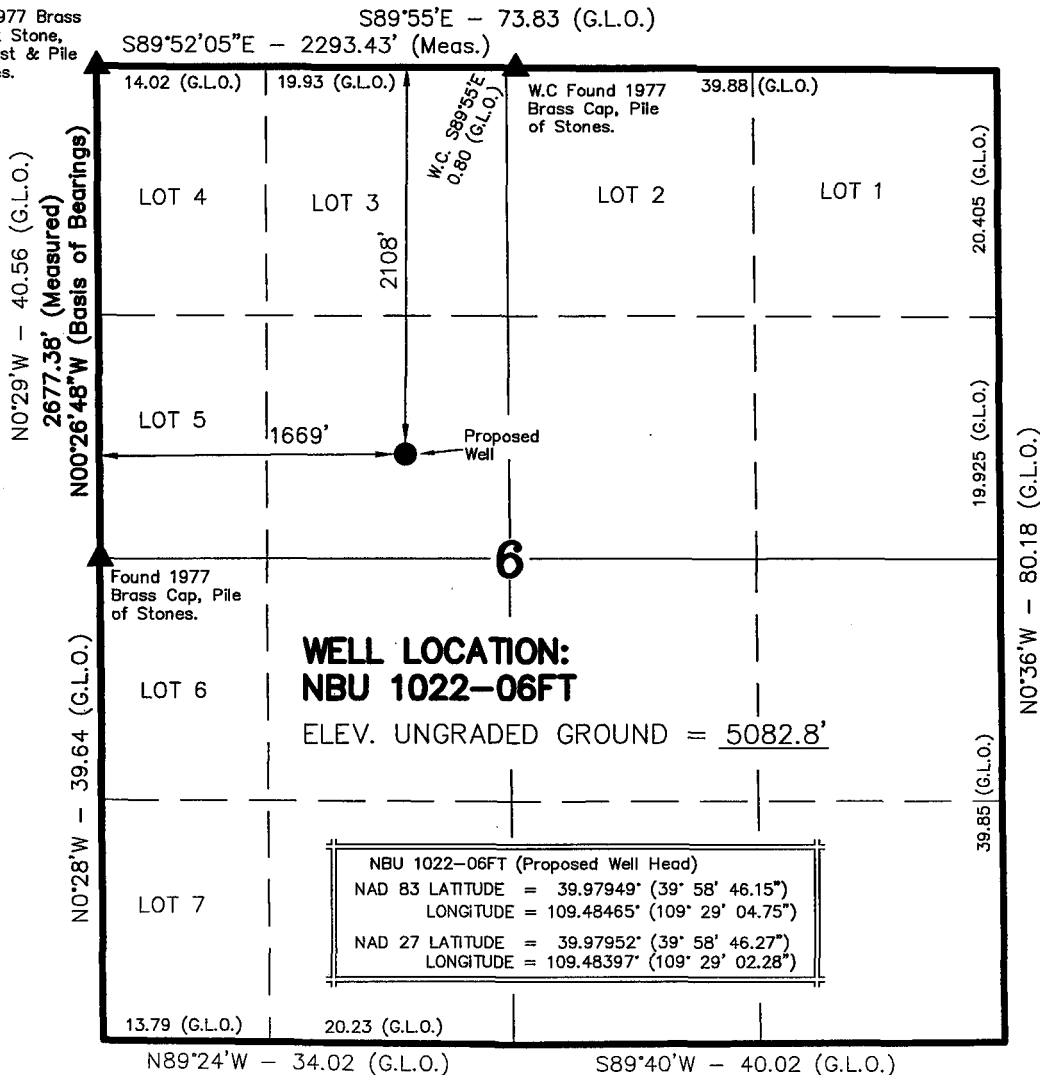 S89°55'E – 73.83 (G.L.O.)
977 Brass
Stone,
st & Pile
es.
S89°52'05"E – 2293.43' (Meas.)
14.02 (G.L.O.)
19.93 (G.L.O.)
W.C. S89°55'E
0.80 (G.L.O.)
W.C Found 1977
Brass Cap, Pile
of Stones.
39.88 (G.L.O.)
N0°29'W – 40.56 (G.L.O.)
2677.38' (Measured)
N00°26'48"W (Basis of Bearings)
LOT 4
LOT 3
LOT 2
LOT 1
20.405 (G.L.O.)
2108'
LOT 5
1669'
Proposed
Well
19.925 (G.L.O.)
N0°36'W – 80.18 (G.L.O.)
6
Found 1977
Brass Cap, Pile
of Stones.
WELL LOCATION:
NBU 1022–06FT
ELEV. UNGRADED GROUND = 5082.8'
LOT 6
N0°28'W – 39.64 (G.L.O.)
39.85 (G.L.O.)
NBU 1022–06FT (Proposed Well Head)
NAD 83 LATITUDE = 39.97949° (39° 58' 46.15")
LONGITUDE = 109.48465° (109° 29' 04.75")
NAD 27 LATITUDE = 39.97952° (39° 58' 46.27")
LONGITUDE = 109.48397° (109° 29' 02.28")
LOT 7
13.79 (G.L.O.)
20.23 (G.L.O.)
N89°24'W – 34.02 (G.L.O.)
S89°40'W – 40.02 (G.L.O.)